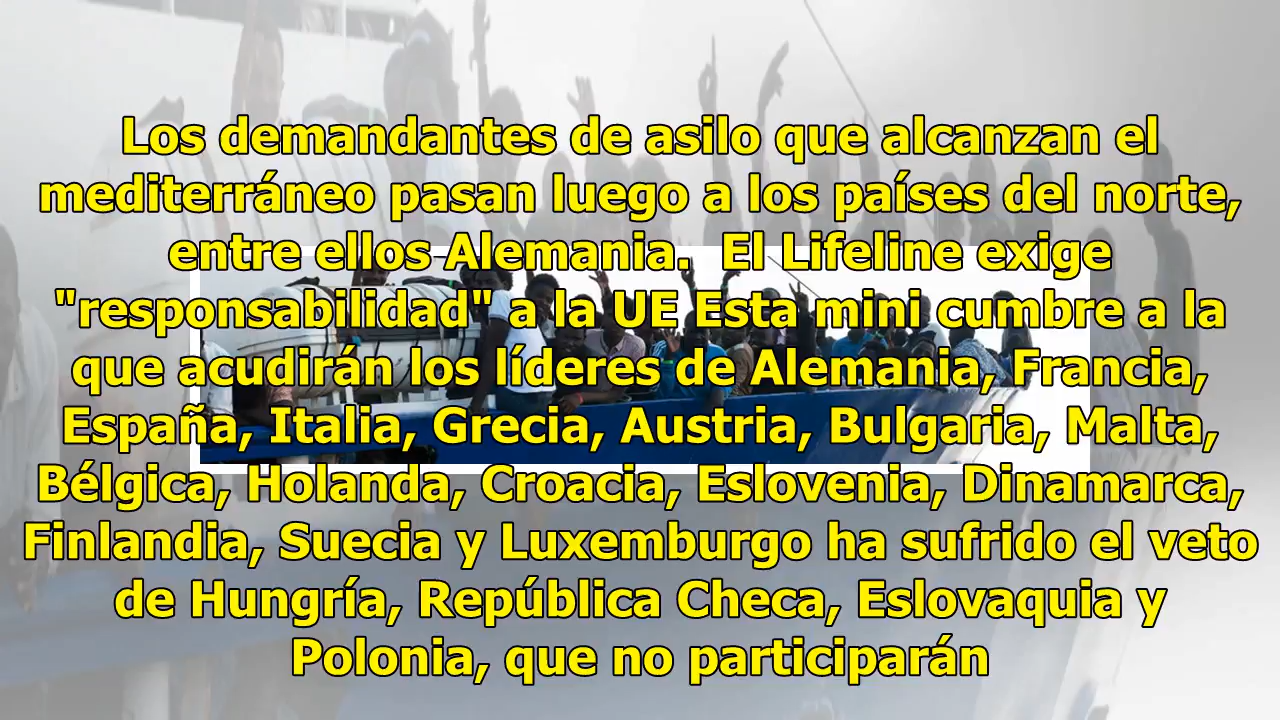 Los demandantes de asilo que alcanzan el
mediterráneo pasan luego a los países del norte,
entre ellos Alemania.  El Lifeline exige
"responsabilidad" a la UE Esta mini cumbre a la
que acudirán los líderes de Alemania, Francia,
España, Italia, Grecia, Austria, Bulgaria, Malta,
Bélgica, Holanda, Croacia, Eslovenia, Dinamarca,
Finlandia, Suecia y Luxemburgo ha sufrido el veto
de Hungría, República Checa, Eslovaquia y
Polonia, que no participarán